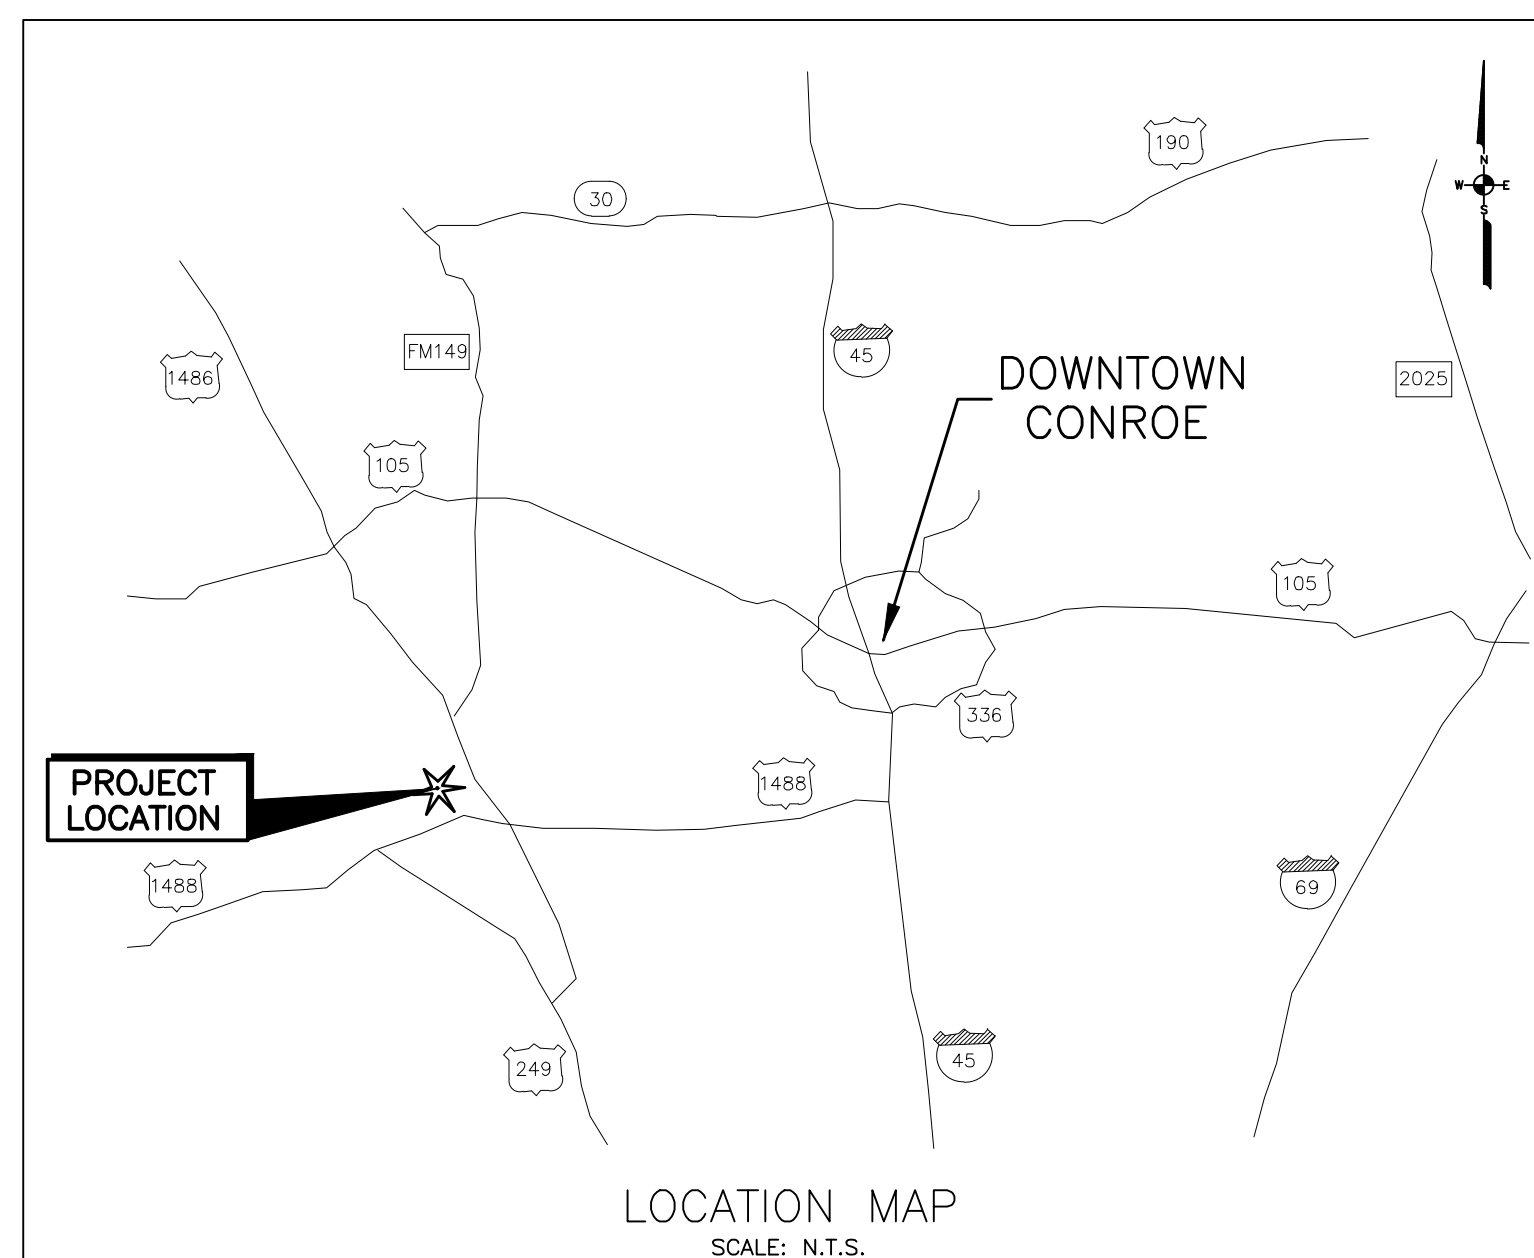 190
30
N
W E
S
FM149
45
1486
DOWNTOWN
CONROE
2025
105
105
336
PROJECT
LOCATION
1488
1488
69
249
45
LOCATION MAP
SCALE: N.T.S.